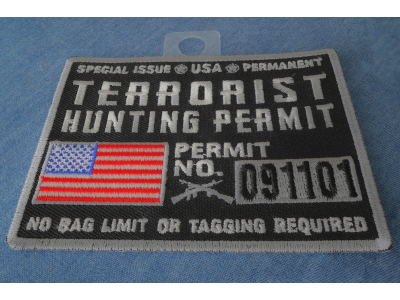 SPECIAL ISSUE ★ USA ★ PERMANENT
TERRORIST
HUNTING PERMIT
PERMIT
NO. 091101
NO BAG LIMIT OR TAGGING REQUIRED